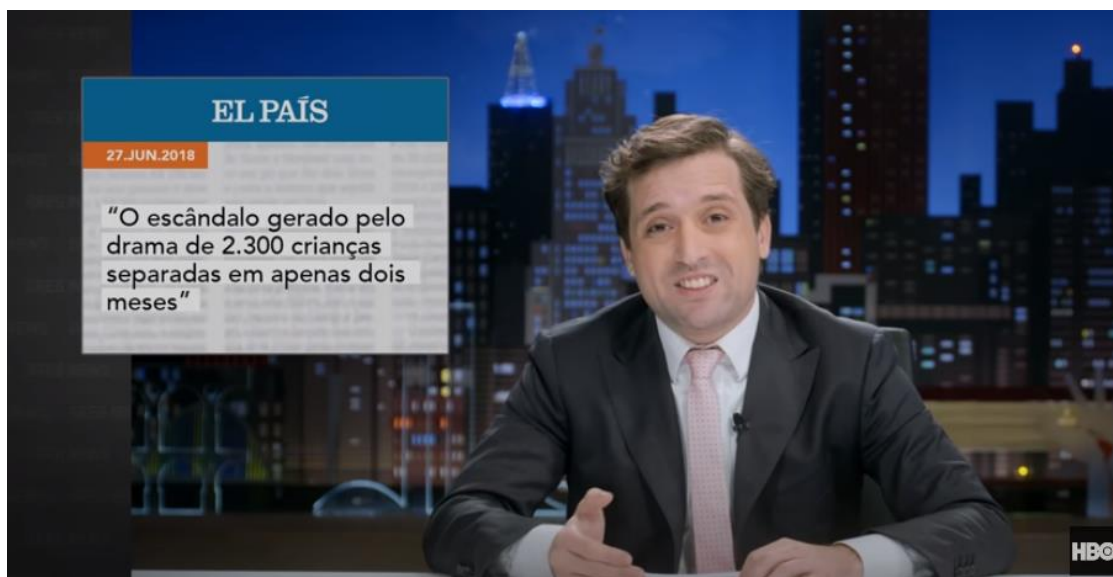 EL PAÍS
27.JUN.2018
“O escândalo gerado pelo
drama de 2.300 crianças
separadas em apenas dois
meses”
HBO